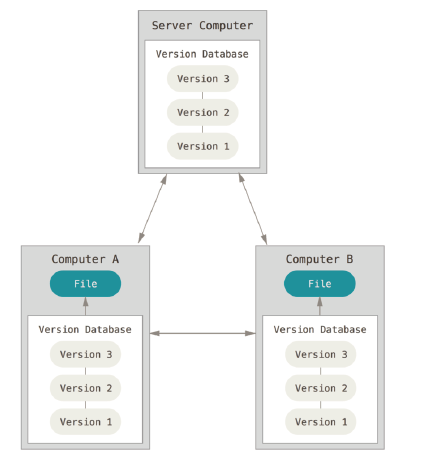 Server Computer
Version Database
Version 3
Version 2
Version 1
Computer A
File
Version Database
Version 3
Version 2
Version 1
Computer B
File
Version Database
Version 3
Version 2
Version 1